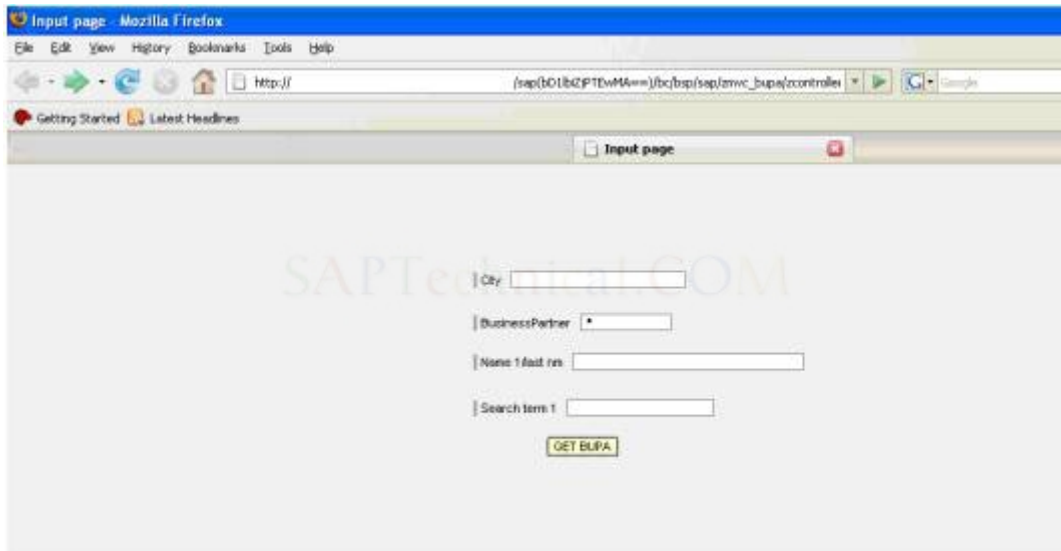 Input page - Mozilla Firefox
File Edit View History Bookmarks Tools Help
http:// /bc/bsp/sap/zmvc_bupa/zcontroller Google
Getting Started Latest Headlines
Input page
SAPTechnical.COM
City
BusinessPartner *
Name 1/last nm
Search term 1
GET BUPA